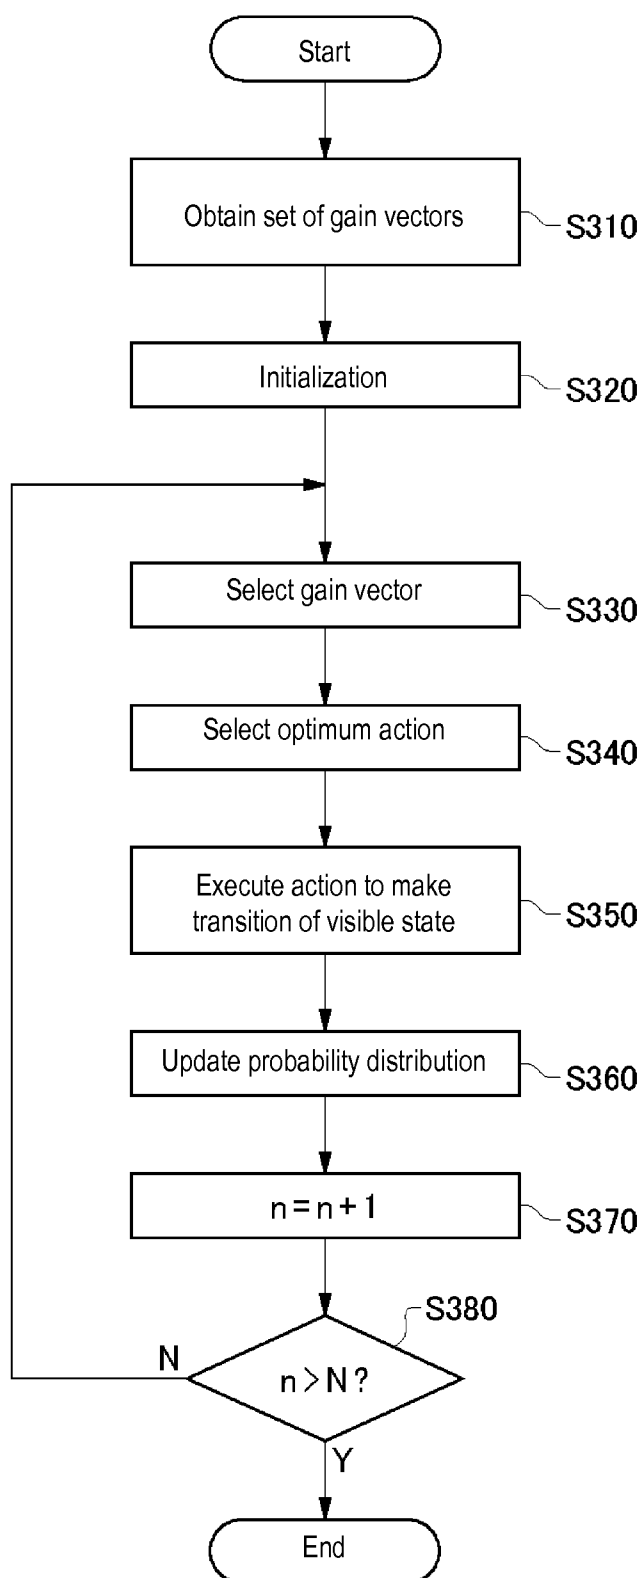 Start
Obtain set of gain vectors
S310
Initialization
S320
Select gain vector
S330
Select optimum action
S340
Execute action to make
transition of visible state
S350
Update probability distribution
S360
n=n+1
S370
S380
N
n>N?
Y
End